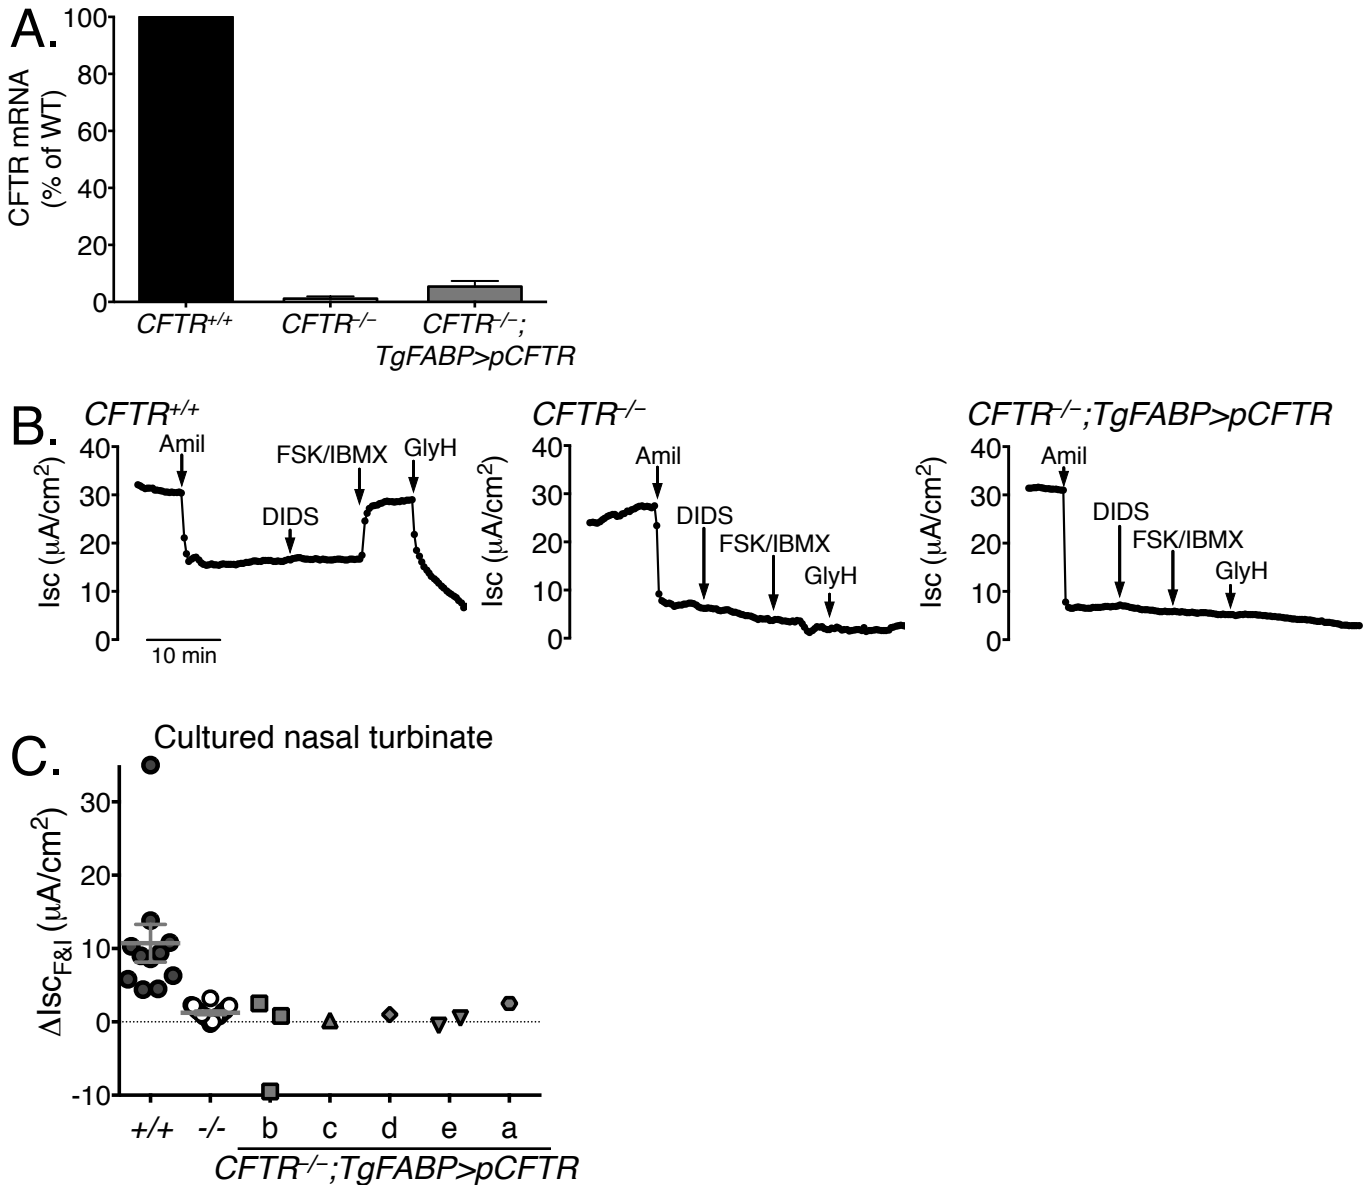 A.
CFTR mRNA
(% of WT)
100
80
60
40
20
0
CFTR+/+
CFTR–/–
CFTR–/–;
TgFABP>pCFTR
B.
CFTR+/+
Isc (µA/cm2)
40
30
20
10
0
Amil
DIDS
FSK/IBMX
GlyH
10 min
CFTR–/–
Isc (µA/cm2)
40
30
20
10
0
Amil
DIDS
FSK/IBMX
GlyH
CFTR–/–;TgFABP>pCFTR
Isc (µA/cm2)
40
30
20
10
0
Amil
DIDS
FSK/IBMX
GlyH
C.
Cultured nasal turbinate
ΔIscF&I (µA/cm2)
30
20
10
0
-10
+/+
-/-
b
c
d
e
a
CFTR–/–;TgFABP>pCFTR